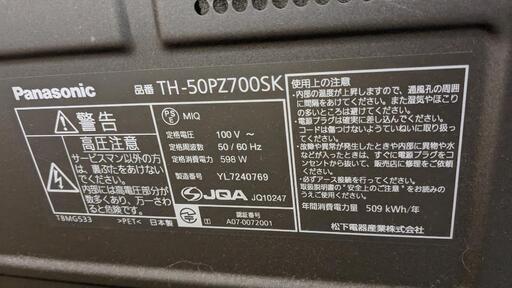 Panasonic
品番 TH-50PZ700SK
警告
高圧注意
サービスマン以外の方は、
裏ぶたをあけないでください。
内部には高電圧部分が
数多くあり、万一さわると危険です。
TBMG533 >PET< 日本製
PS E MIQ
定格電圧 100 V ~
定格周波数 50 / 60 Hz
定格消費電力 598 W
製造番号 YL7240769
JQA JQ10247
認証番号
A07-0072001
使用上の注意
・内部の温度が上昇しますので、通風孔の周囲
に間隔をあけてください。また湿気やほこり
の多いところは避けてください。
・電源プラグは確実に差し込んでください。
コードは傷つけないようていねいに取り扱っ
てください。
・故障や異常が発生したときや内部に異物や水
などが入ったときは、すぐに電源プラグをコン
セントから抜いて、販売店に修理をご依頼
ください。
・必ずアース接続を行ってください。
取扱説明書の"安全上のご注意"をお読みの
うえご使用ください。
年間消費電力量 509 kWh/年
松下電器産業株式会社